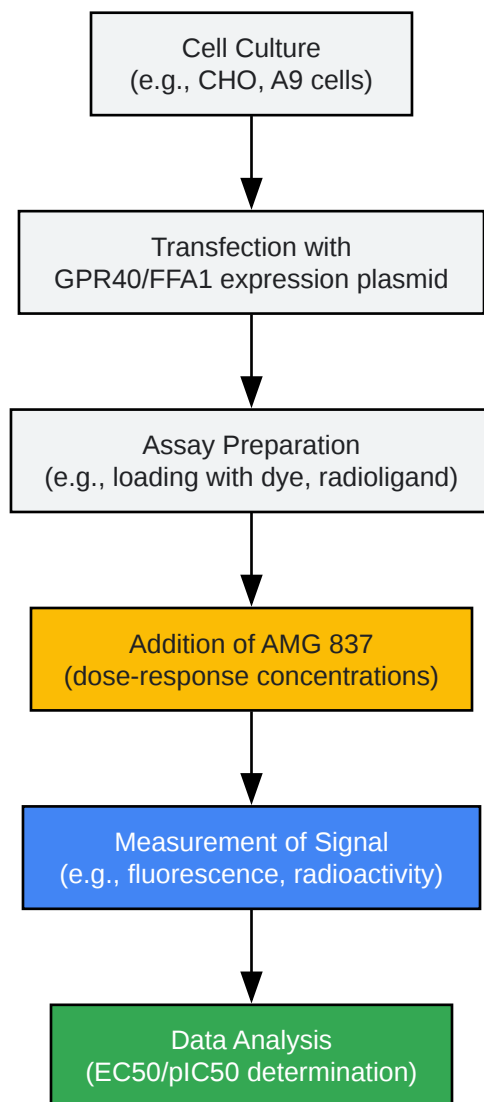 Cell Culture
(e.g., CHO, A9 cells)
Transfection with
GPR40/FFA1 expression plasmid
Assay Preparation
(e.g., loading with dye, radioligand)
Addition of AMG 837
(dose-response concentrations)
Measurement of Signal
(e.g., fluorescence, radioactivity)
Data Analysis
(EC50/pIC50 determination)